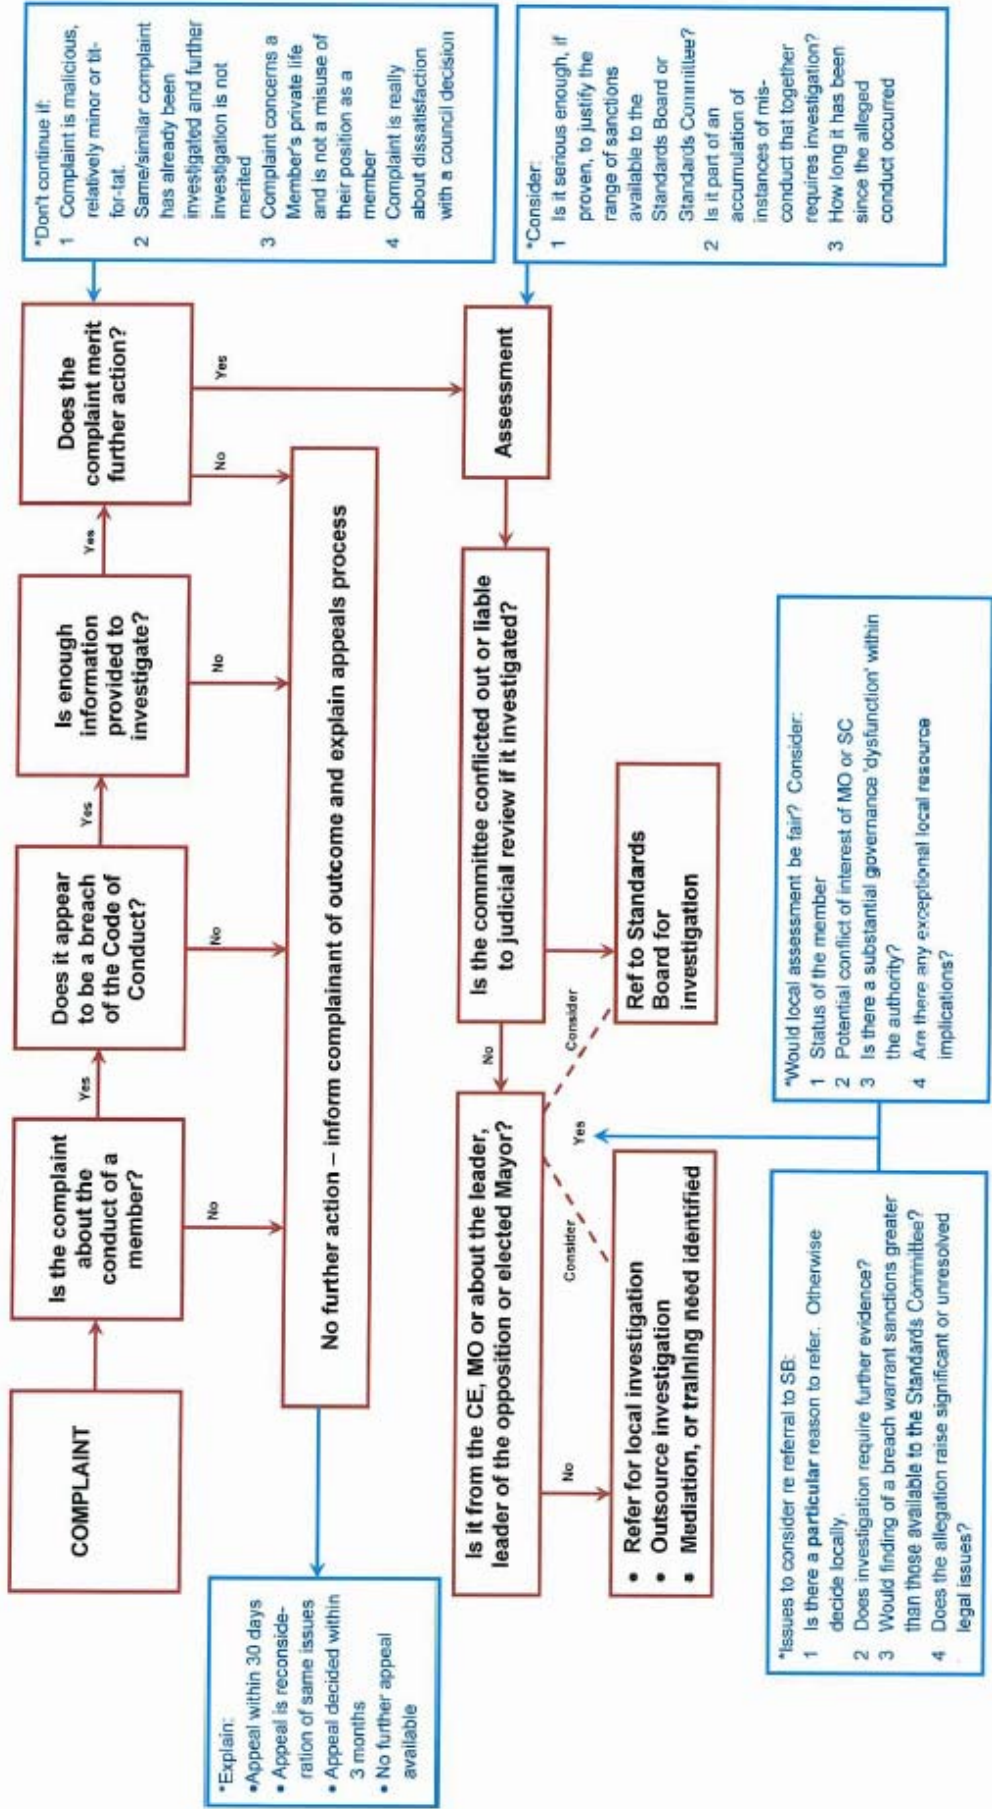 COMPLAINT
Is the complaint
about the
conduct of a
member?
Yes
No
Does it appear
to be a breach
of the Code of
Conduct?
Yes
No
Is enough
information
provided to
investigate?
Yes
No
Does the
complaint merit
further action?
No
Yes
*Don't continue if:
1 Complaint is malicious,
relatively minor or tit-
for-tat.
2 Same/similar complaint
has already been
investigated and further
investigation is not
merited
3 Complaint concerns a
Member's private life
and is not a misuse of
their position as a
member
4 Complaint is really
about dissatisfaction
with a council decision
No further action – inform complainant of outcome and explain appeals process
*Explain:
•Appeal within 30 days
• Appeal is reconside-
ration of same issues
• Appeal decided within
3 months
• No further appeal
available
Assessment
*Consider:
1 Is it serious enough, if
proven, to justify the
range of sanctions
available to the
Standards Board or
Standards Committee?
2 Is it part of an
accumulation of
instances of mis-
conduct that together
requires investigation?
3 How long it has been
since the alleged
conduct occurred
Is the committee conflicted out or liable
to judicial review if it investigated?
No
Is it from the CE, MO or about the leader,
leader of the opposition or elected Mayor?
No
Consider
Yes
Consider
• Refer for local investigation
• Outsource investigation
• Mediation, or training need identified
Ref to Standards
Board for
investigation
*Issues to consider re referral to SB:
1 Is there a particular reason to refer. Otherwise
decide locally.
2 Does investigation require further evidence?
3 Would finding of a breach warrant sanctions greater
than those available to the Standards Committee?
4 Does the allegation raise significant or unresolved
legal issues?
*Would local assessment be fair? Consider:
1 Status of the member
2 Potential conflict of interest of MO or SC
3 Is there a substantial governance 'dysfunction' within
the authority?
4 Are there any exceptional local resource
implications?